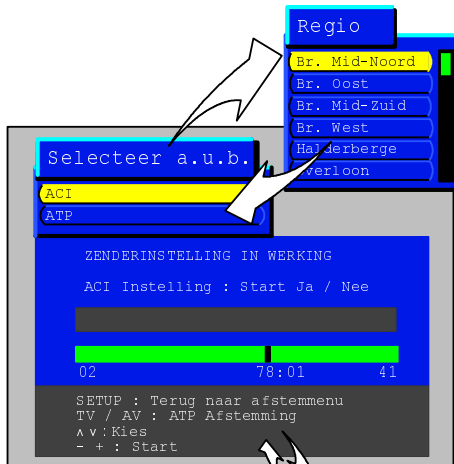 Regio
Br. Mid-Noord
Br. Oost
Br. Mid-Zuid
Br. West
Halderberge
Overloon
Selecteer a.u.b.
ACI
ATP
ZENDERINSTELLING IN WERKING
ACI Instelling : Start Ja / Nee
02 78:01 41
SETUP : Terug naar afstemmenu
TV / AV : ATP Afstemming
∧ ∨ : Kies
- + : Start